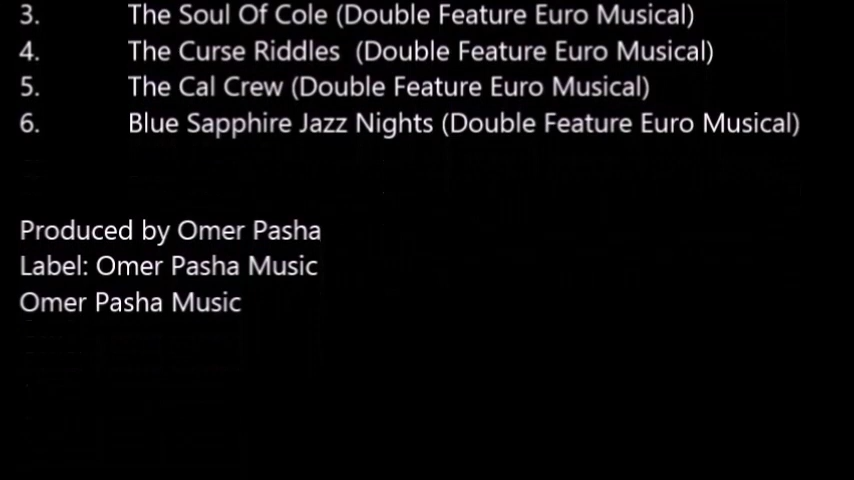 3. The Soul Of Cole (Double Feature Euro Musical)
4. The Curse Riddles  (Double Feature Euro Musical)
5. The Cal Crew (Double Feature Euro Musical)
6. Blue Sapphire Jazz Nights (Double Feature Euro Musical)
Produced by Omer Pasha
Label: Omer Pasha Music
Omer Pasha Music